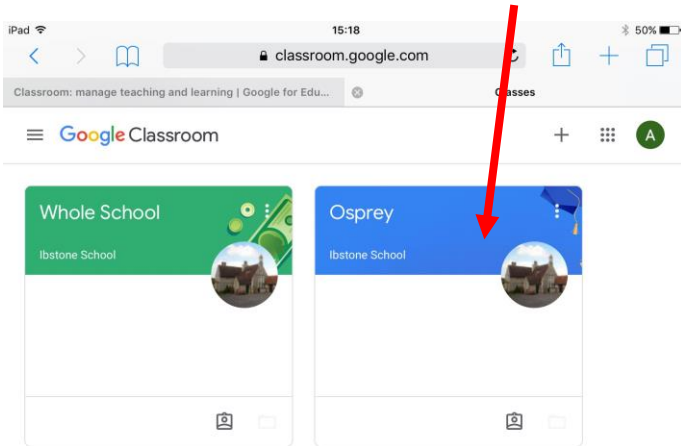 iPad 15:18 50%
classroom.google.com
Classroom: manage teaching and learning | Google for Edu... Classes
Google Classroom A
Whole School Osprey
Ibstone School Ibstone School